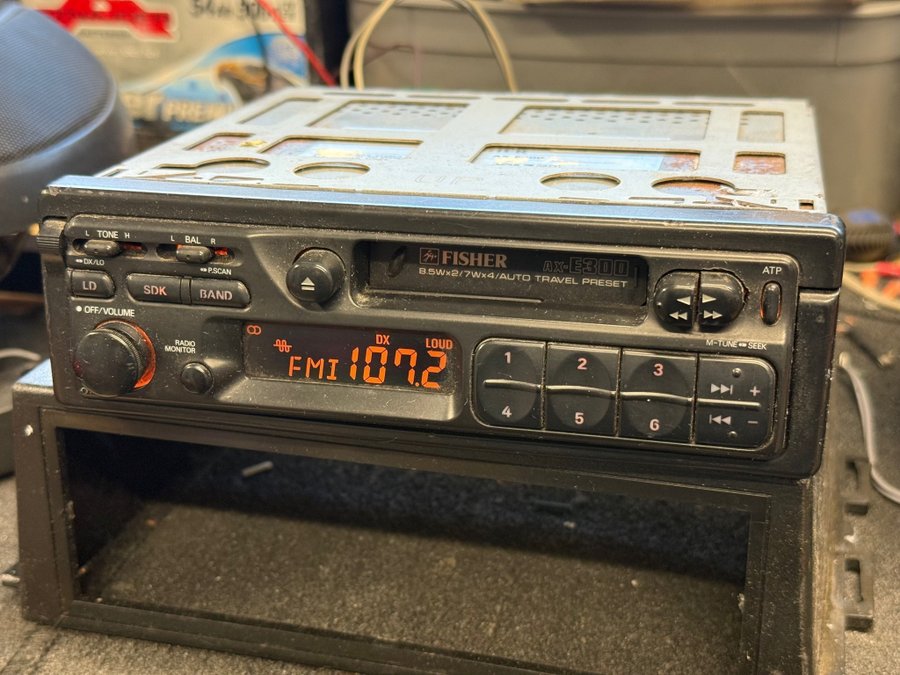 L TONE H
L BAL R
DX/LO
P.SCAN
LD
SDK
BAND
OFF/VOLUME
RADIO
MONITOR
FISHER
AX-E300
8.5W×2/7W×4/AUTO TRAVEL PRESET
ATP
M-TUNE SEEK
DX
LOUD
FM1 107.2
1
2
3
+
4
5
6
−